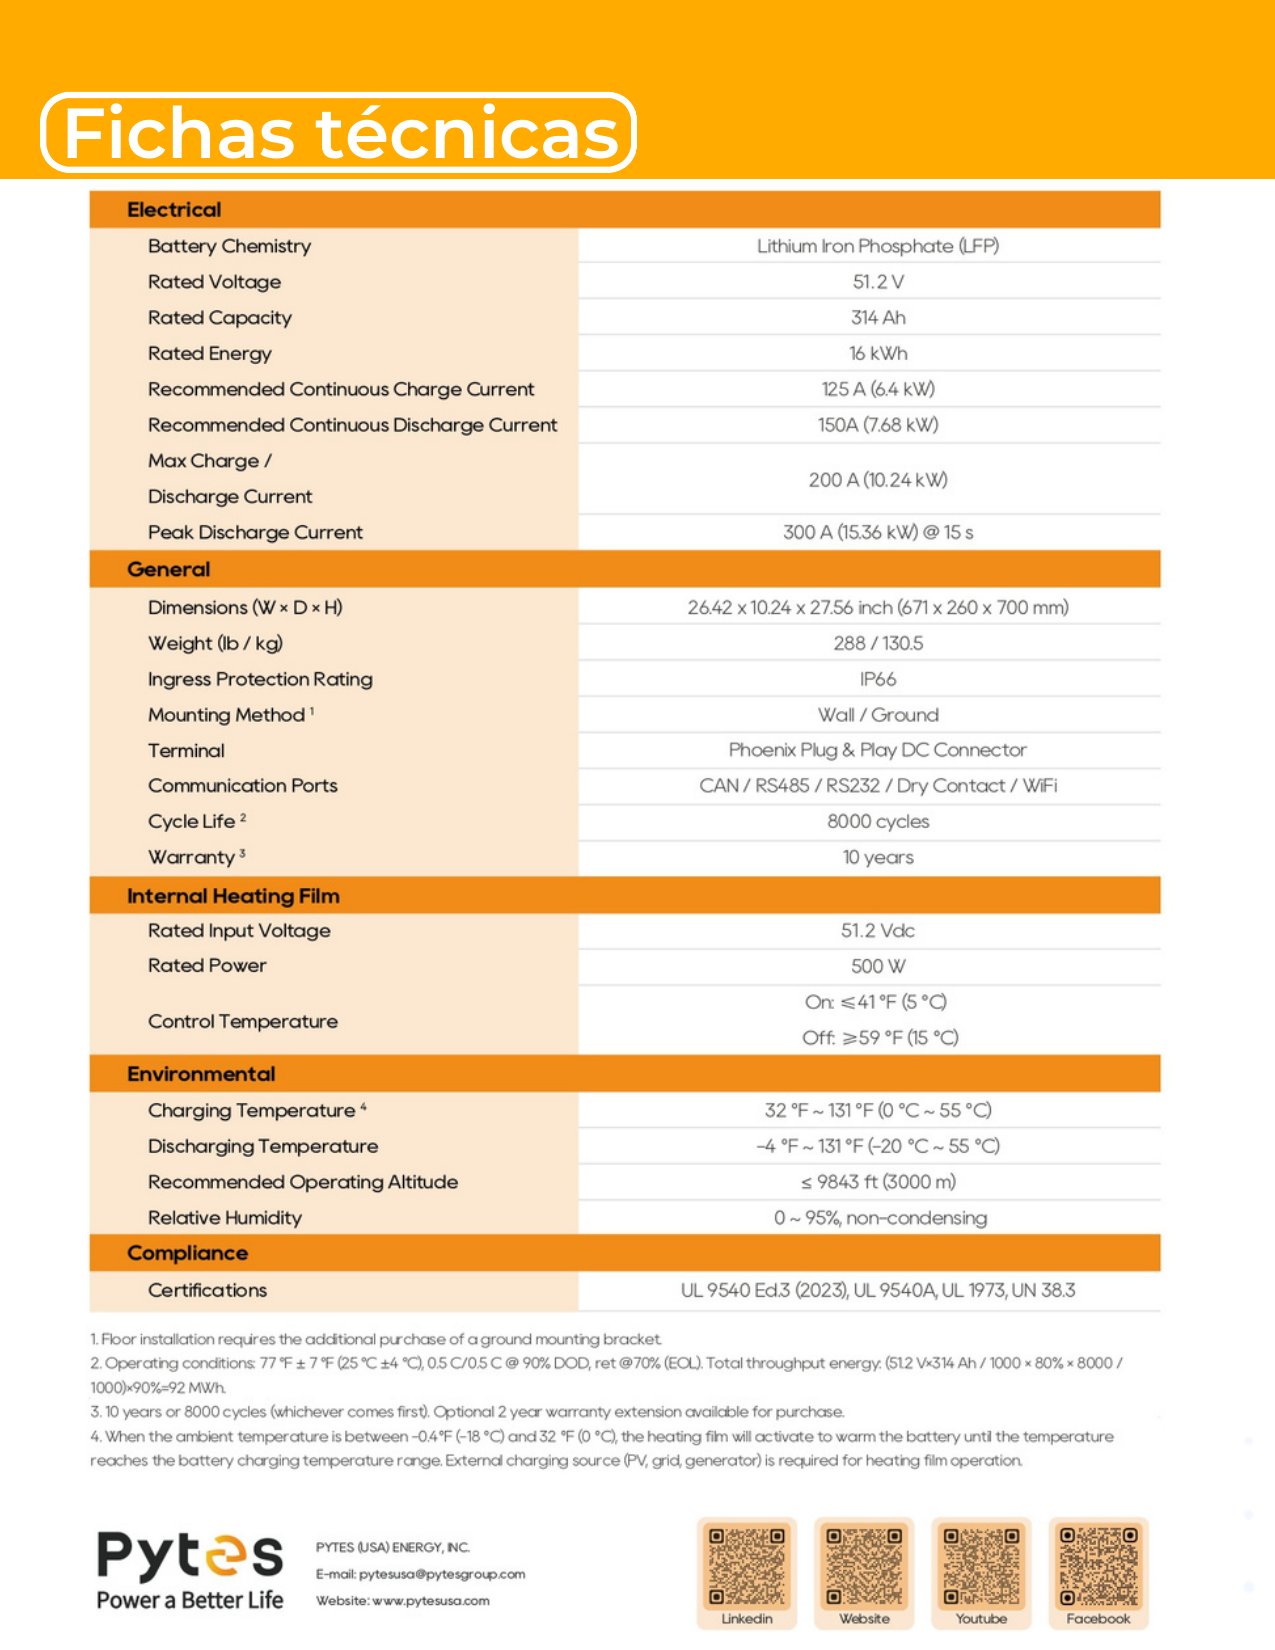 Fichas técnicas
Electrical
Battery Chemistry Lithium Iron Phosphate (LFP)
Rated Voltage 51.2 V
Rated Capacity 314 Ah
Rated Energy 16 kWh
Recommended Continuous Charge Current 125 A (6.4 kW)
Recommended Continuous Discharge Current 150A (7.68 kW)
Max Charge /
Discharge Current 200 A (10.24 kW)
Peak Discharge Current 300 A (15.36 kW) @ 15 s
General
Dimensions (W × D × H) 26.42 x 10.24 x 27.56 inch (671 x 260 x 700 mm)
Weight (lb / kg) 288 / 130.5
Ingress Protection Rating IP66
Mounting Method ¹ Wall / Ground
Terminal Phoenix Plug & Play DC Connector
Communication Ports CAN / RS485 / RS232 / Dry Contact / WiFi
Cycle Life ² 8000 cycles
Warranty ³ 10 years
Internal Heating Film
Rated Input Voltage 51.2 Vdc
Rated Power 500 W
Control Temperature On: ≤41 °F (5 °C)
Off: ≥59 °F (15 °C)
Environmental
Charging Temperature ⁴ 32 °F ~ 131 °F (0 °C ~ 55 °C)
Discharging Temperature -4 °F ~ 131 °F (-20 °C ~ 55 °C)
Recommended Operating Altitude ≤ 9843 ft (3000 m)
Relative Humidity 0 ~ 95%, non-condensing
Compliance
Certifications UL 9540 Ed.3 (2023), UL 9540A, UL 1973, UN 38.3
1. Floor installation requires the additional purchase of a ground mounting bracket.
2. Operating conditions: 77 °F ± 7 °F (25 °C ±4 °C), 0.5 C/0.5 C @ 90% DOD, ret @70% (EOL). Total throughput energy: (51.2 V×314 Ah / 1000 × 80% × 8000 /
1000)×90%=92 MWh.
3. 10 years or 8000 cycles (whichever comes first). Optional 2 year warranty extension available for purchase.
4. When the ambient temperature is between -0.4°F (-18 °C) and 32 °F (0 °C), the heating film will activate to warm the battery until the temperature
reaches the battery charging temperature range. External charging source (PV, grid, generator) is required for heating film operation.
Pytes
Power a Better Life
PYTES (USA) ENERGY, INC.
E-mail: pytesusa@pytesgroup.com
Website: www.pytesusa.com
Linkedin Website Youtube Facebook